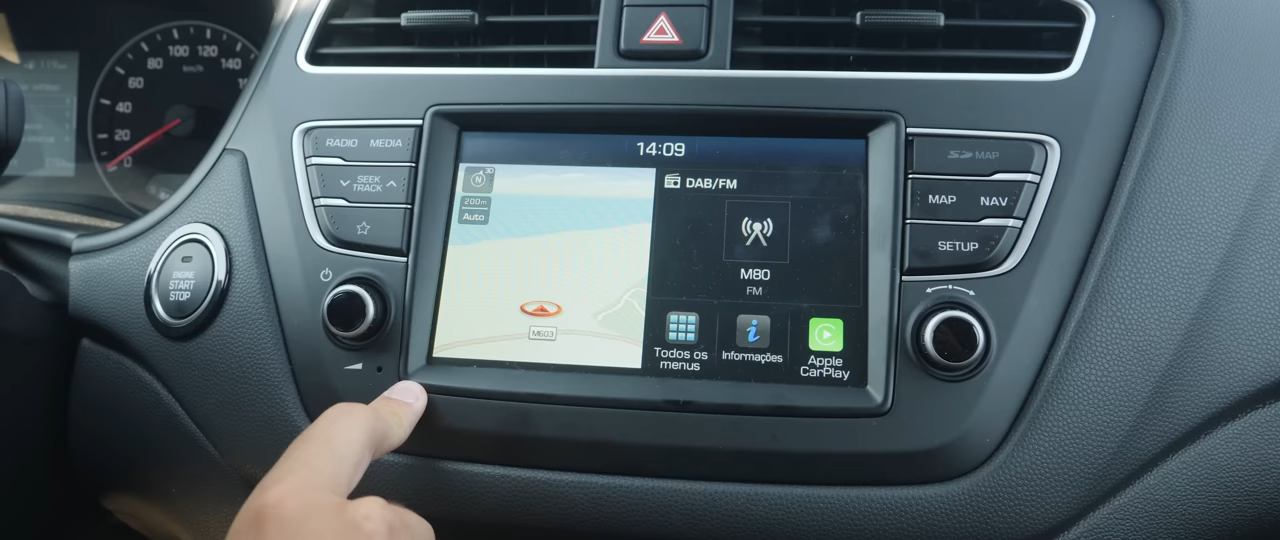 60
80
100
120
140
40
20
0
km/h
ENGINE
START
STOP
RADIO MEDIA
SEEK
TRACK
14:09
N
3D
200m
Auto
M603
DAB/FM
M80
FM
Todos os
menus
Informações
Apple
CarPlay
MAP
MAP NAV
SETUP